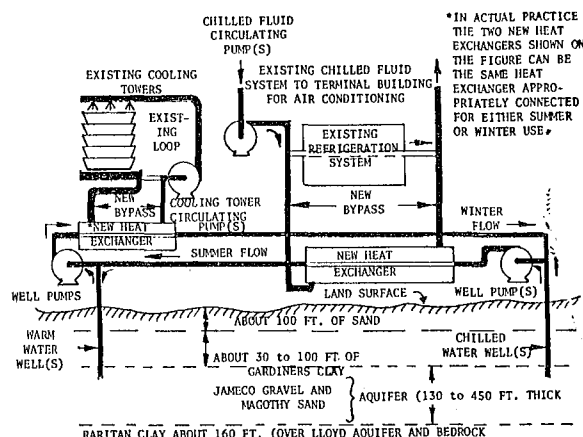 CHILLED FLUID
CIRCULATING
PUMP(S)
*IN ACTUAL PRACTICE
THE TWO NEW HEAT
EXCHANGERS SHOWN ON
THE FIGURE CAN BE
THE SAME HEAT
EXCHANGER APPRO-
PRIATELY CONNECTED
FOR EITHER SUMMER
OR WINTER USE.
EXISTING COOLING
TOWERS
EXISTING CHILLED FLUID
SYSTEM TO TERMINAL BUILDING
FOR AIR CONDITIONING
EXIST-
ING
LOOP
EXISTING
REFRIGERATION
SYSTEM
NEW
BYPASS
COOLING TOWER
CIRCULATING
PUMP(S)
NEW
BYPASS
WINTER
FLOW
*NEW HEAT
EXCHANGER
SUMMER FLOW
NEW HEAT
EXCHANGER
WELL PUMPS
LAND SURFACE
WELL PUMP(S)
ABOUT 100 FT. OF SAND
WARM
WATER
WELL(S)
CHILLED
WATER WELL(S)
ABOUT 30 to 100 FT. OF
GARDINERS CLAY
JAMECO GRAVEL AND
MAGOTHY SAND
AQUIFER (130 to 450 FT. THICK
RARITAN CLAY ABOUT 160 FT. (OVER LLOYD AQUIFER AND BEDROCK